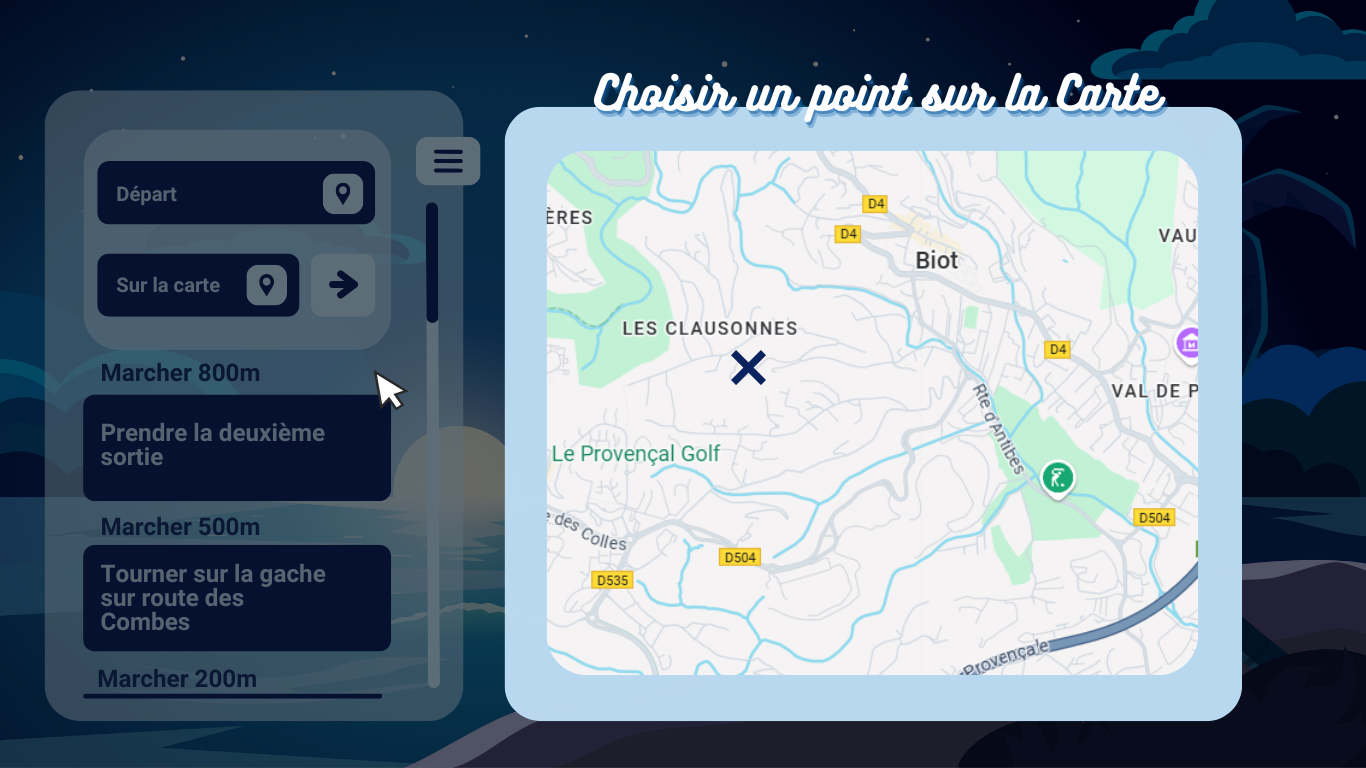 Choisir un point sur la Carte
Départ
Sur la carte
Marcher 800m
Prendre la deuxième
sortie
Marcher 500m
Tourner sur la gache
sur route des
Combes
Marcher 200m
ÈRES
D4
D4
Biot
VAU
LES CLAUSONNES
D4
VAL DE P
Rte d'Antibes
Le Provençal Golf
e des Colles
D504
D504
D535
Provençale